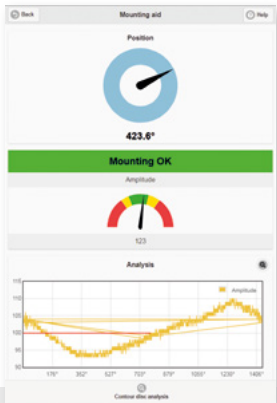 Back Mounting aid Help
Position
423.6°
Mounting OK
Amplitude
123
Analysis
115
Amplitude
110
105
100
95
90
176° 352° 527° 703° 879° 1055° 1230° 1406°
Contour disc analysis